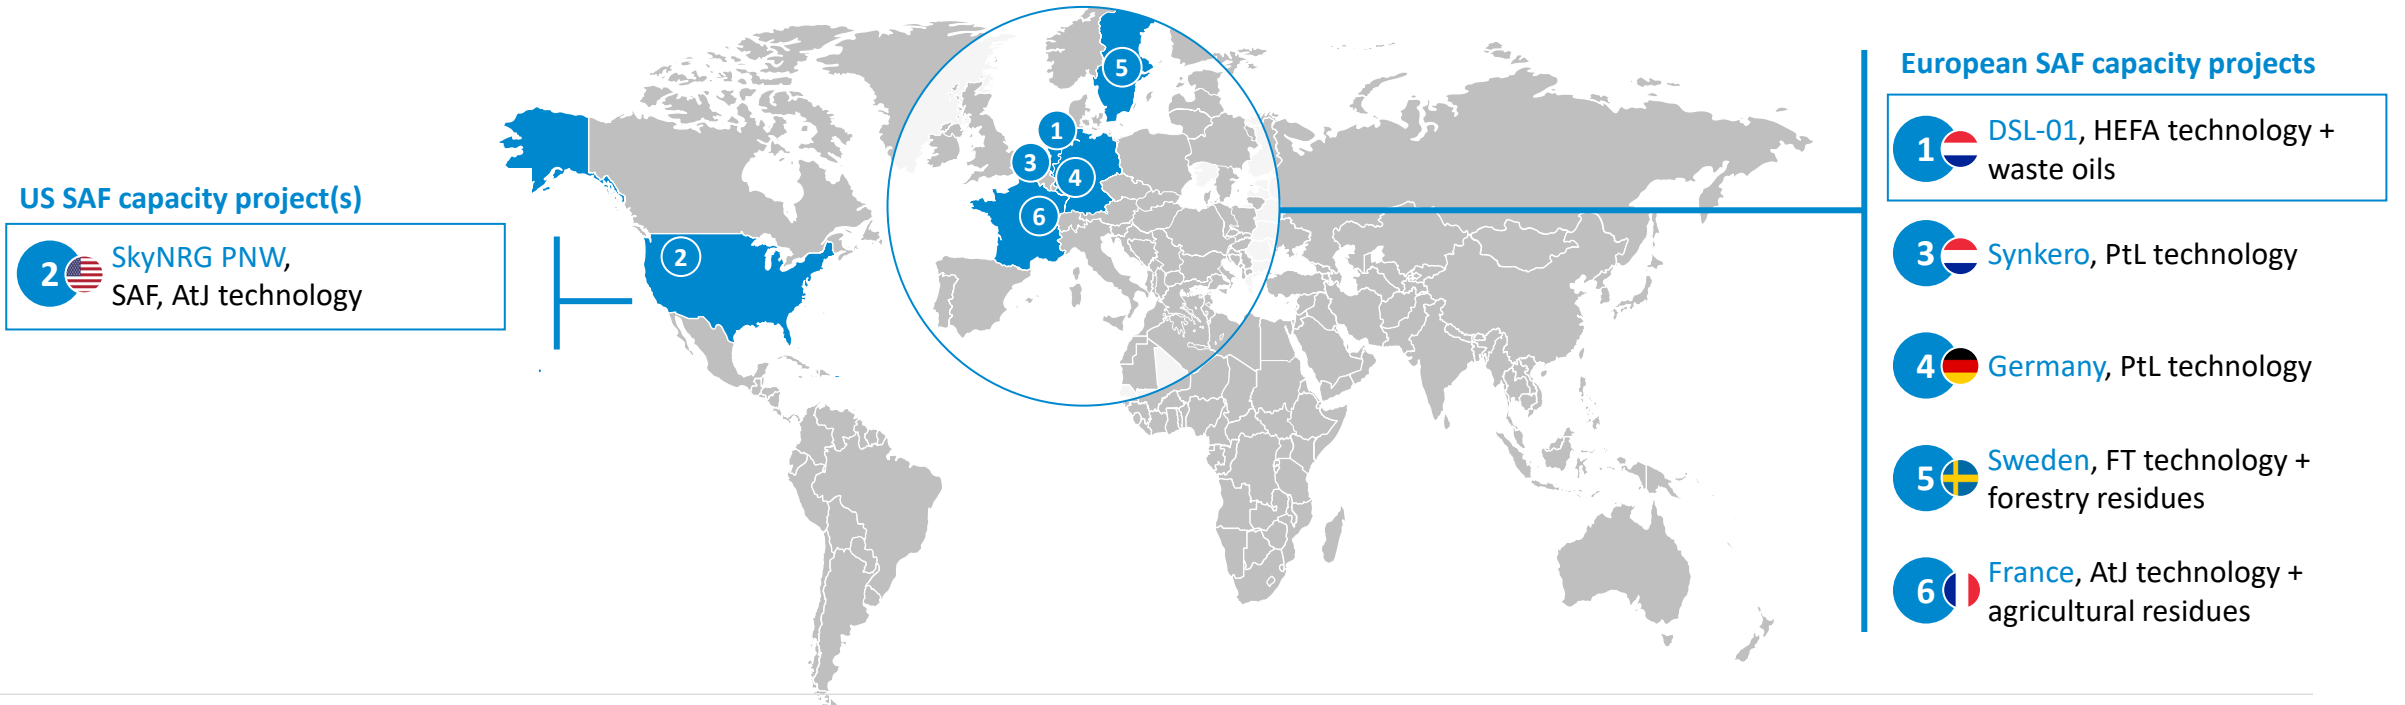 US SAF capacity project(s)
2
SkyNRG PNW,
SAF, AtJ technology
2
5
1
3
4
6
European SAF capacity projects
1
DSL-01, HEFA technology +
waste oils
3
Synkero, PtL technology
4
Germany, PtL technology
5
Sweden, FT technology +
forestry residues
6
France, AtJ technology +
agricultural residues